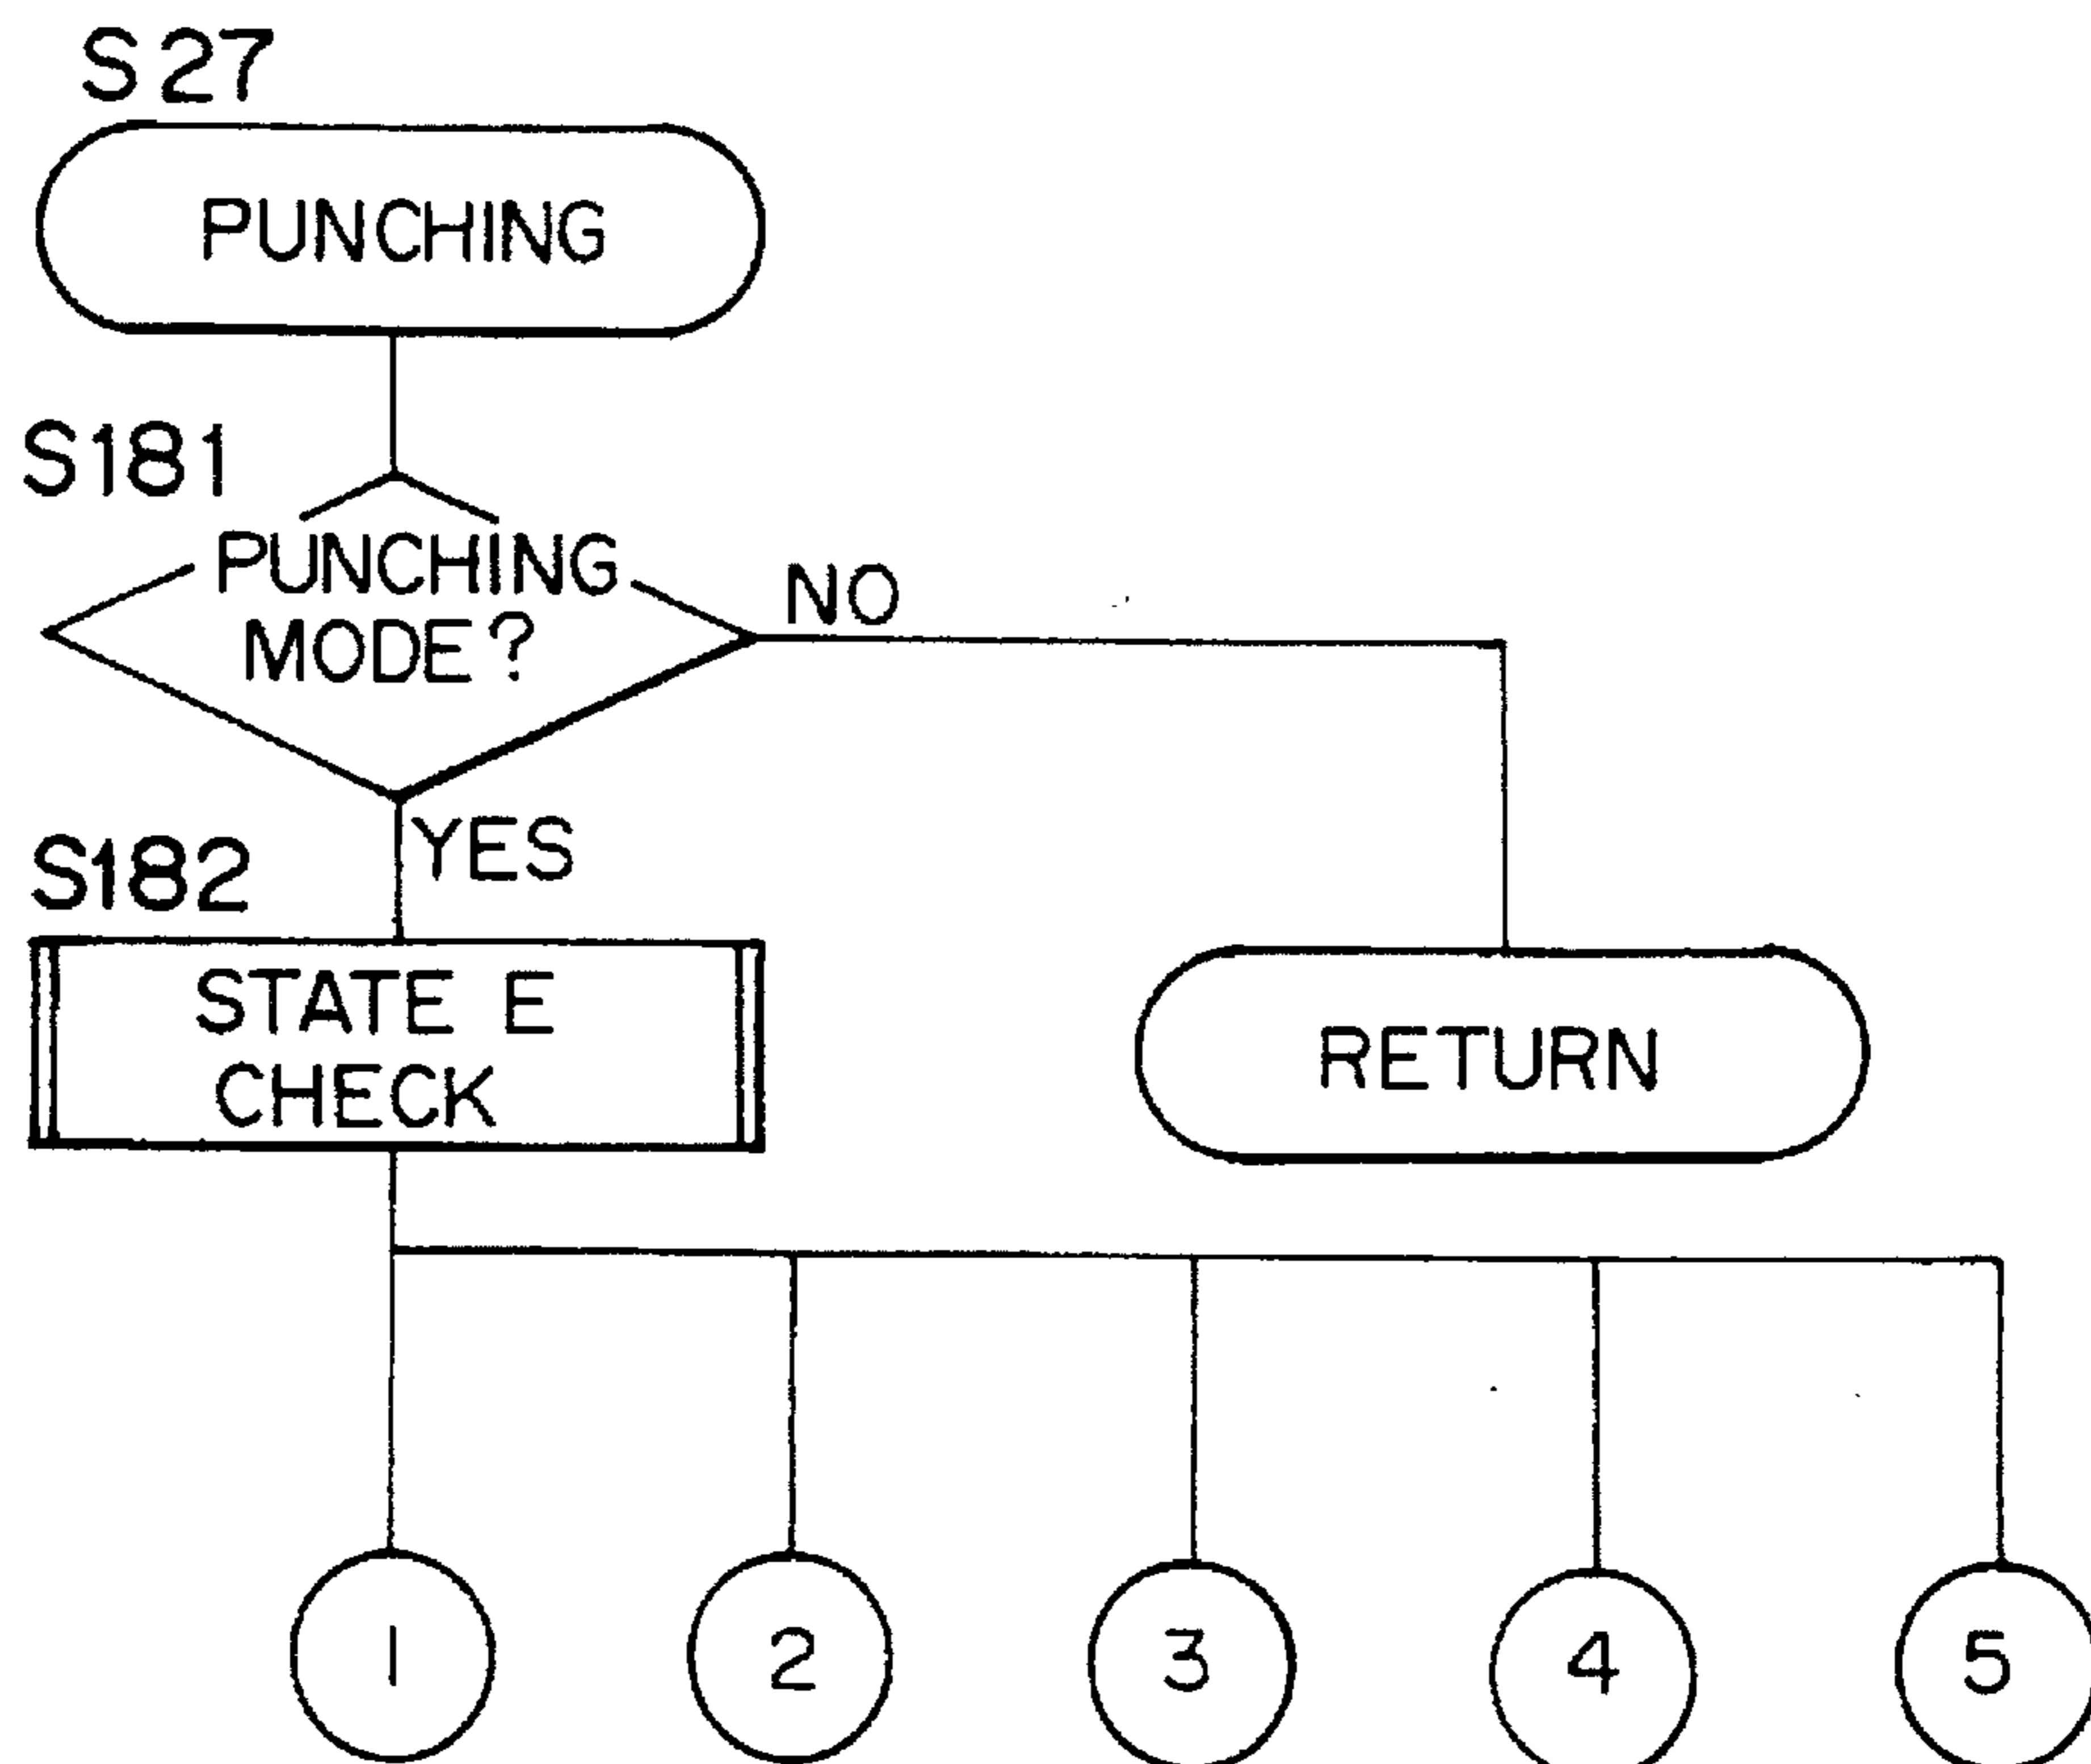 S27
PUNCHING
S181
PUNCHING
MODE?
NO
YES
S182
STATE E
CHECK
RETURN
1
2
3
4
5